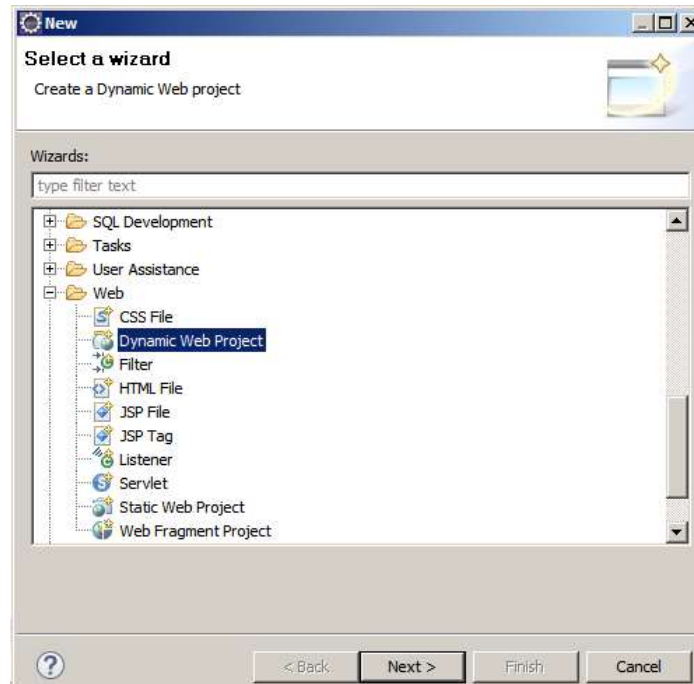 New
Select a wizard
Create a Dynamic Web project
Wizards:
type filter text
SQL Development
Tasks
User Assistance
Web
CSS File
Dynamic Web Project
Filter
HTML File
JSP File
JSP Tag
Listener
Servlet
Static Web Project
Web Fragment Project
< Back Next > Finish Cancel